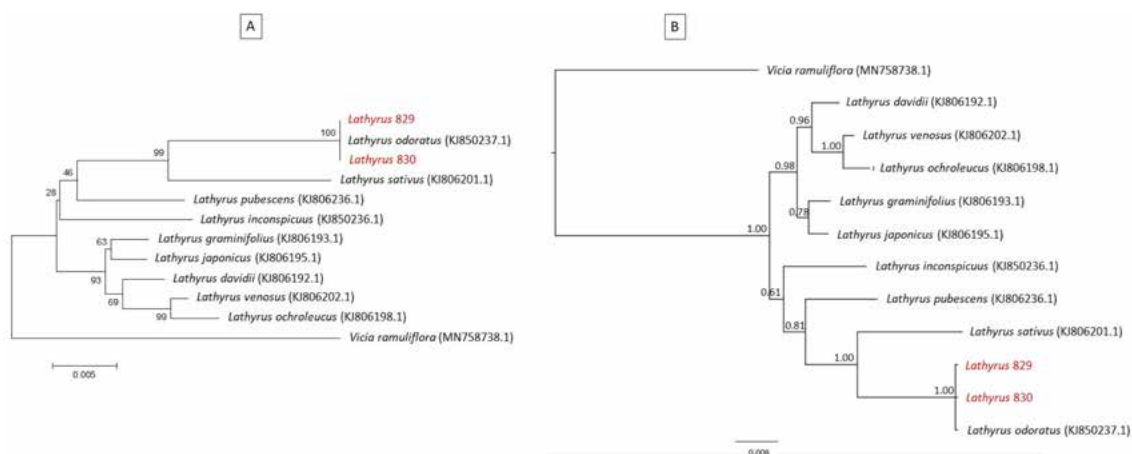 A
Lathyrus 829
100
Lathyrus odoratus (KJ850237.1)
Lathyrus 830
99
Lathyrus sativus (KJ806201.1)
46
Lathyrus pubescens (KJ806236.1)
28
Lathyrus inconspicuus (KJ850236.1)
Lathyrus graminifolius (KJ806193.1)
63
Lathyrus japonicus (KJ806195.1)
93
Lathyrus davidii (KJ806192.1)
69
Lathyrus venosus (KJ806202.1)
99
Lathyrus ochroleucus (KJ806198.1)
Vicia ramuliflora (MN758738.1)
0.005
B
Vicia ramuliflora (MN758738.1)
Lathyrus davidii (KJ806192.1)
0.96
Lathyrus venosus (KJ806202.1)
1.00
Lathyrus ochroleucus (KJ806198.1)
0.98
Lathyrus graminifolius (KJ806193.1)
0.78
Lathyrus japonicus (KJ806195.1)
1.00
Lathyrus inconspicuus (KJ850236.1)
0.61
Lathyrus pubescens (KJ806236.1)
0.81
Lathyrus sativus (KJ806201.1)
1.00
Lathyrus 829
1.00
Lathyrus 830
Lathyrus odoratus (KJ850237.1)